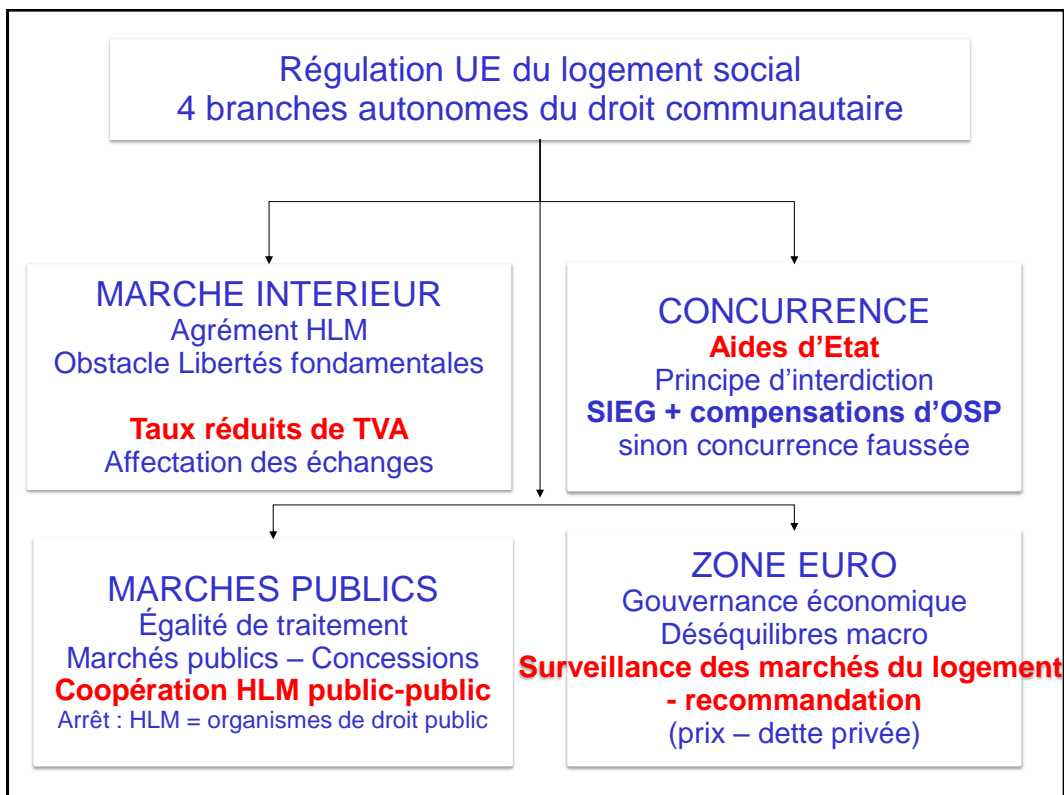 Régulation UE du logement social
4 branches autonomes du droit communautaire
MARCHE INTERIEUR
Agrément HLM
Obstacle Libertés fondamentales
Taux réduits de TVA
Affectation des échanges
CONCURRENCE
Aides d'Etat
Principe d'interdiction
SIEG + compensations d'OSP
sinon concurrence faussée
MARCHES PUBLICS
Égalité de traitement
Marchés publics – Concessions
Coopération HLM public-public
Arrêt : HLM = organismes de droit public
ZONE EURO
Gouvernance économique
Déséquilibres macro
Surveillance des marchés du logement
- recommandation
(prix – dette privée)